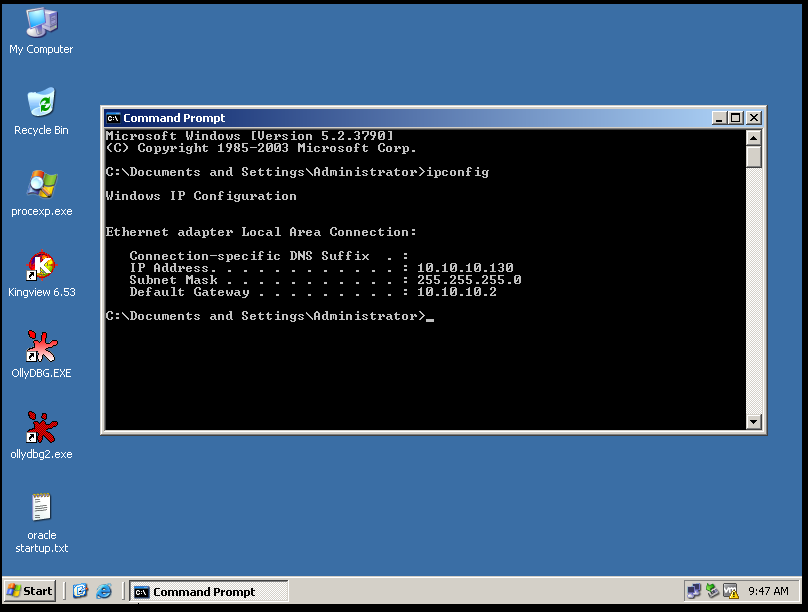 My Computer
Recycle Bin
procexp.exe
Kingview 6.53
OllyDBG.EXE
ollydbg2.exe
oracle
startup.txt
Command Prompt
Microsoft Windows [Version 5.2.3790]
(C) Copyright 1985-2003 Microsoft Corp.
C:\Documents and Settings\Administrator>ipconfig
Windows IP Configuration
Ethernet adapter Local Area Connection:
Connection-specific DNS Suffix  . :
IP Address. . . . . . . . . . . . : 10.10.10.130
Subnet Mask . . . . . . . . . . . : 255.255.255.0
Default Gateway . . . . . . . . . : 10.10.10.2
C:\Documents and Settings\Administrator>_
Start
Command Prompt
9:47 AM